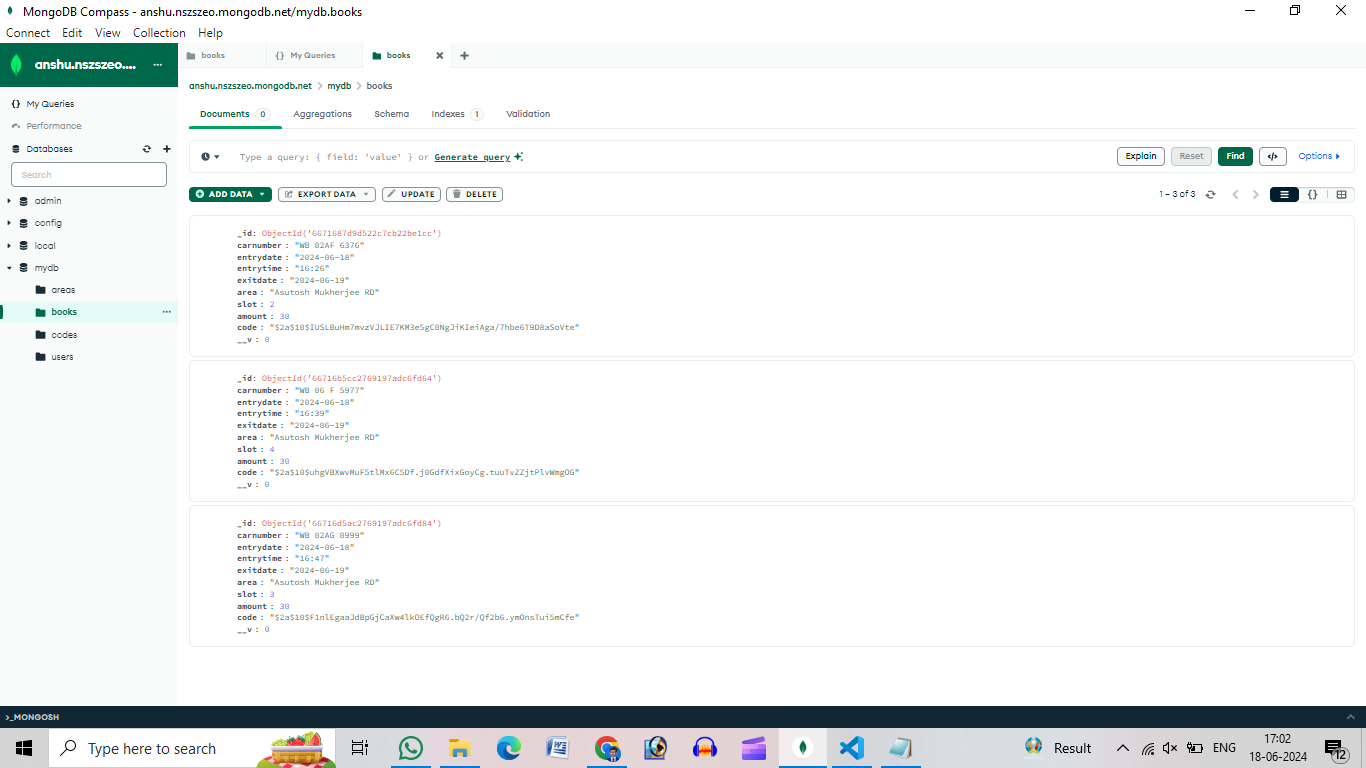 MongoDB Compass - anshu.nszszeo.mongodb.net/mydb.books
Connect Edit View Collection Help
anshu.nszszeo....
books
My Queries
books
My Queries
Performance
Databases
Search
admin
config
local
mydb
areas
books
codes
users
anshu.nszszeo.mongodb.net > mydb > books
Documents 0 Aggregations Schema Indexes 1 Validation
Type a query: { field: 'value' } or Generate query
Explain Reset Find </> Options
ADD DATA EXPORT DATA UPDATE DELETE
1 – 3 of 3
_id: ObjectId('6671687d9d522c7cb22be1cc')
carnumber : "WB 02AF 6376"
entrydate : "2024-06-18"
entrytime : "16:26"
exitdate : "2024-06-19"
area : "Asutosh Mukherjee RD"
slot : 2
amount : 30
code : "$2a$10$IUSLBuHm7mvzVJLIE7KM3e5gC0NgJiKIeiAga/7hbe6T9D8aSoVte"
__v : 0
_id: ObjectId('66716b5cc2769197adc6fd64')
carnumber : "WB 06 F 5977"
entrydate : "2024-06-18"
entrytime : "16:39"
exitdate : "2024-06-19"
area : "Asutosh Mukherjee RD"
slot : 4
amount : 30
code : "$2a$10$uhgVBXwvMuF5tlMx6C5Df.j0GdfXixGoyCg.tuuTvZZjtPlvWmgOG"
__v : 0
_id: ObjectId('66716d5ac2769197adc6fd84')
carnumber : "WB 02AG 0999"
entrydate : "2024-06-18"
entrytime : "16:47"
exitdate : "2024-06-19"
area : "Asutosh Mukherjee RD"
slot : 3
amount : 30
code : "$2a$10$F1nlEgaaJdBpGjCaXw4lkOEfQgR6.bQ2r/Qf2b6.ymOnsTui5mCfe"
__v : 0
>_MONGOSH
Type here to search
Result
ENG
17:02
18-06-2024
12